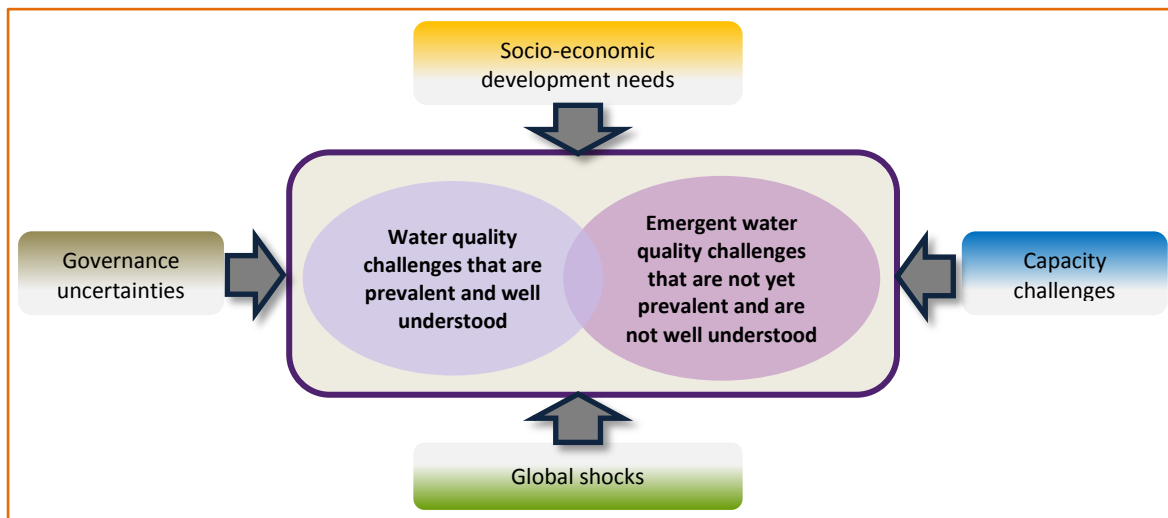 Socio-economic
development needs
Governance
uncertainties
Water quality
challenges that are
prevalent and well
understood
Emergent water
quality challenges
that are not yet
prevalent and are
not well understood
Capacity
challenges
Global shocks